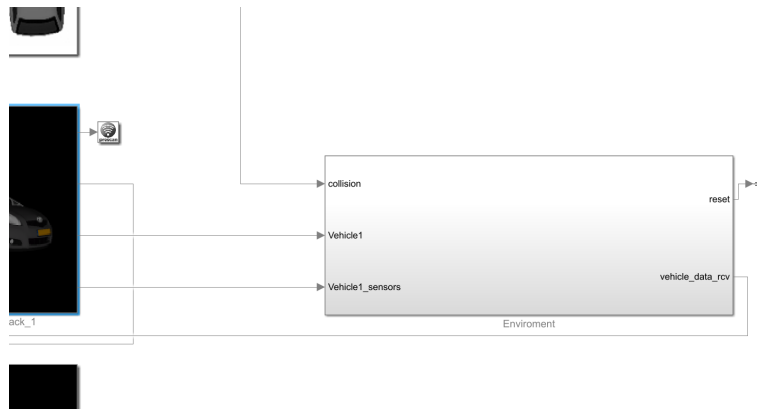 collision
reset
Vehicle1
vehicle_data_rcv
Vehicle1_sensors
ack_1
Enviroment